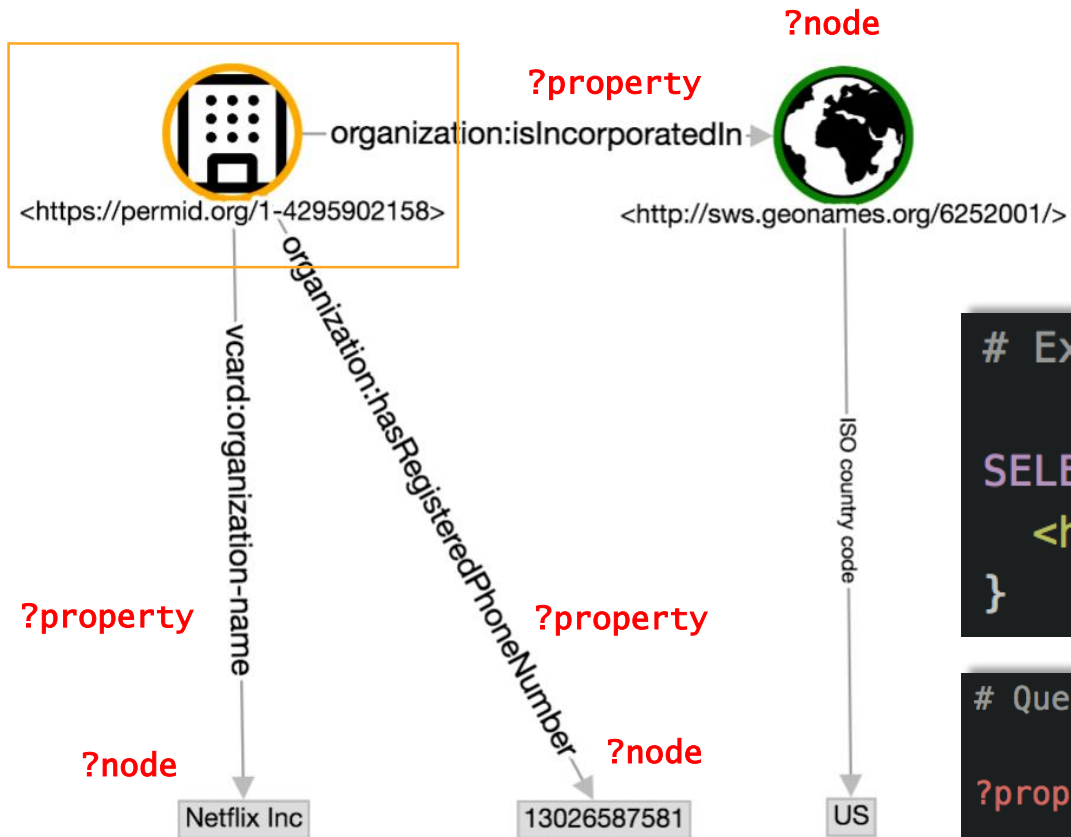 ?node
?property
organization:isIncorporatedIn
<https://permid.org/1-4295902158>
<http://sws.geonames.org/6252001/>
vcard:organization-name
organization:hasRegisteredPhoneNumber
ISO country code
?property
?property
?node
?node
Netflix Inc
13026587581
US
# Ex
SELE
<h
}
# Que
?prop